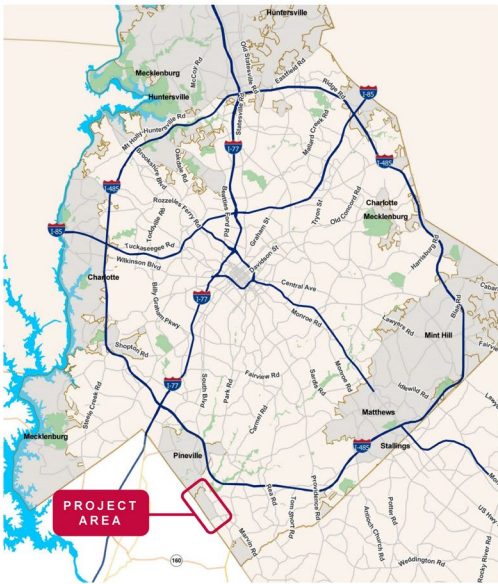 Huntersville
Old Statesville Rd
McCoy Rd
Eastfield Rd
Mecklenburg
Ridge Rd
I-85
Huntersville
Statesville Rd
Mt Holly-Huntersville Rd
Mallard Creek Rd
I-77
Oakdale Rd
Brookshire Blvd
I-485
I-485
Beatties Ford Rd
Charlotte
Mecklenburg
Rozzelles Ferry Rd
Tryon St
Old Concord Rd
Graham St
I-85
Tuckaseegee Rd
Harrisburg Rd
Wilkinson Blvd
Davidson St
Charlotte
Central Ave
I-77
Billy Graham Pkwy
Monroe Rd
Lawyers Rd
Blair Rd
Mint Hill
Shopton Rd
Fairview Rd
Monroe Rd
Sardis Rd
I-77
South Blvd
Park Rd
Idlewild Rd
Steele Creek Rd
Carmel Rd
Matthews
Mecklenburg
I-485
Stallings
Pineville
Rea Rd
Providence Rd
Tom Short Rd
PROJECT
AREA
Potter Rd
Antioch Church Rd
Marvin Rd
US Hwy
160
Weddington Rd
Rocky River Rd